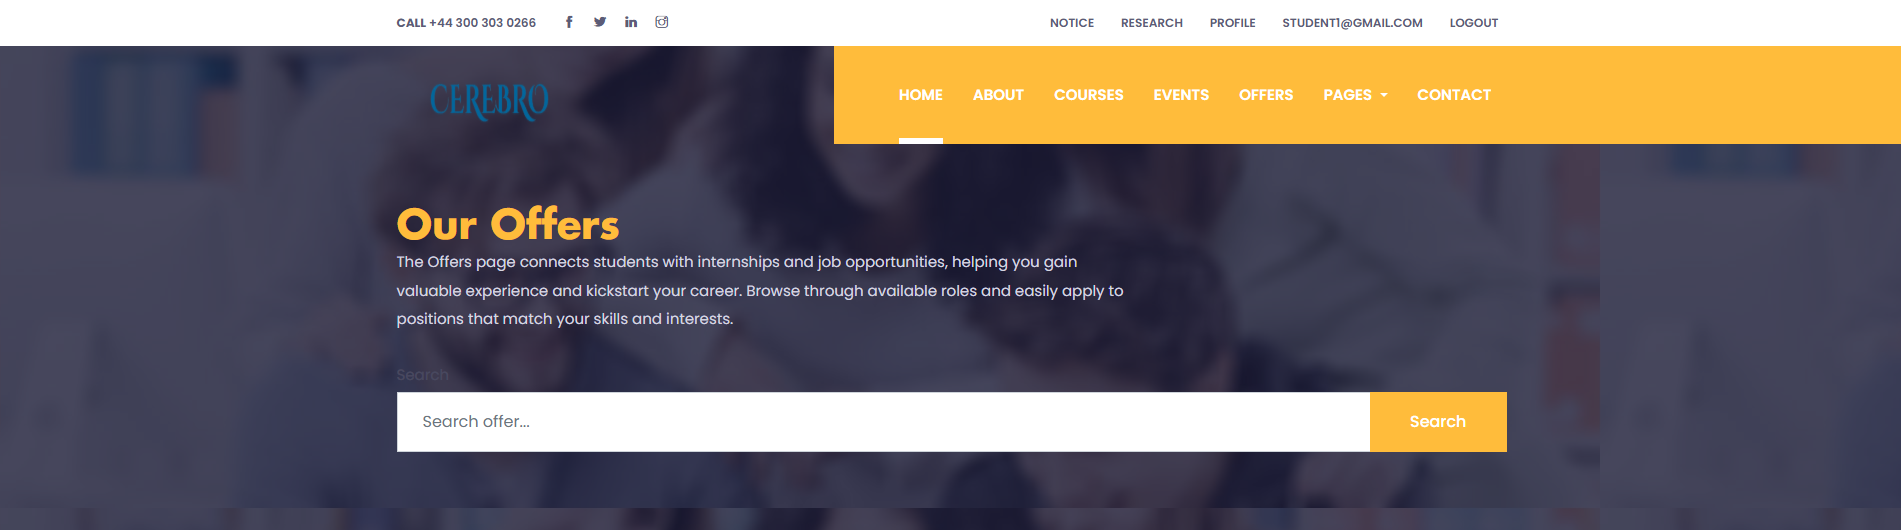 CALL +44 300 303 0266
NOTICE RESEARCH PROFILE STUDENT1@GMAIL.COM LOGOUT
CEREBRO
HOME ABOUT COURSES EVENTS OFFERS PAGES CONTACT
Our Offers
The Offers page connects students with internships and job opportunities, helping you gain
valuable experience and kickstart your career. Browse through available roles and easily apply to
positions that match your skills and interests.
Search
Search offer...
Search